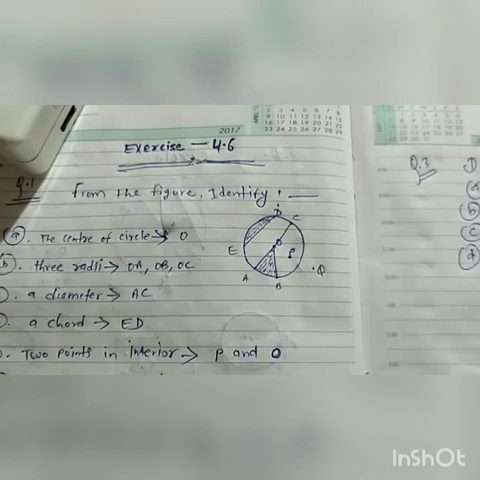 2017
Exercise - 4.6
Q.1 from the figure, Identify : —
(a). The centre of circle → O
(b). three radii → OA, OB, OC
a diameter → AC
a chord → ED
Two points in interior → P and O
D C
E O P
A B Q
Q.3 D
(a)
(b)
(c)
(d)
InShOt